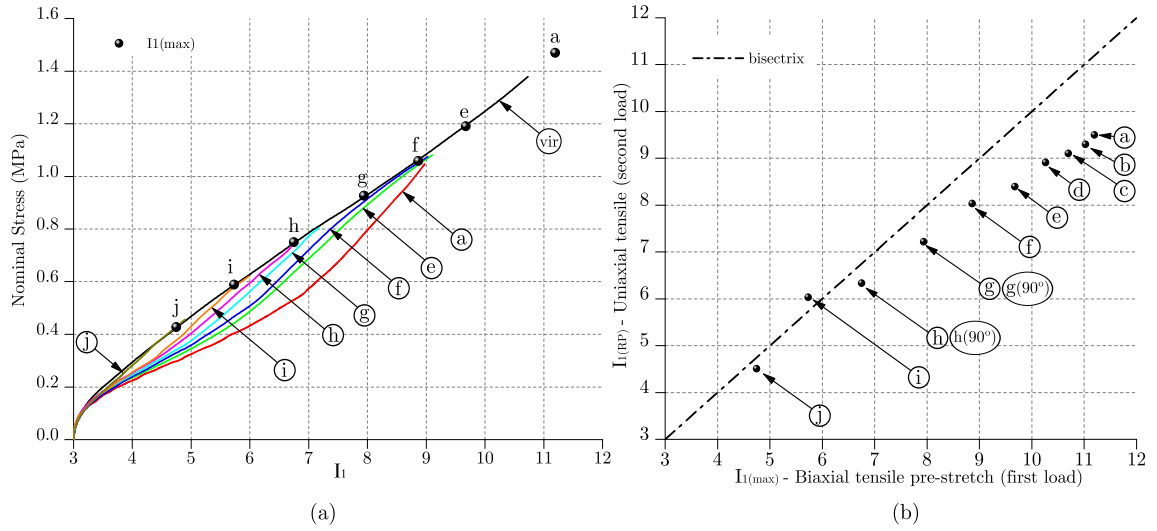 1.6
1.4
1.2
1.0
0.8
0.6
0.4
0.2
0.0
Nominal Stress (MPa)
I1(max)
a
e
f
g
h
i
j
vir
a
e
f
g
h
i
j
3 4 5 6 7 8 9 10 11 12
I1
(a)
12
11
10
9
8
7
6
5
4
3
I1(RP) - Uniaxial tensile (second load)
bisectrix
a
b
c
d
e
f
g g(90º)
h h(90º)
i
j
3 4 5 6 7 8 9 10 11 12
I1(max) - Biaxial tensile pre-stretch (first load)
(b)